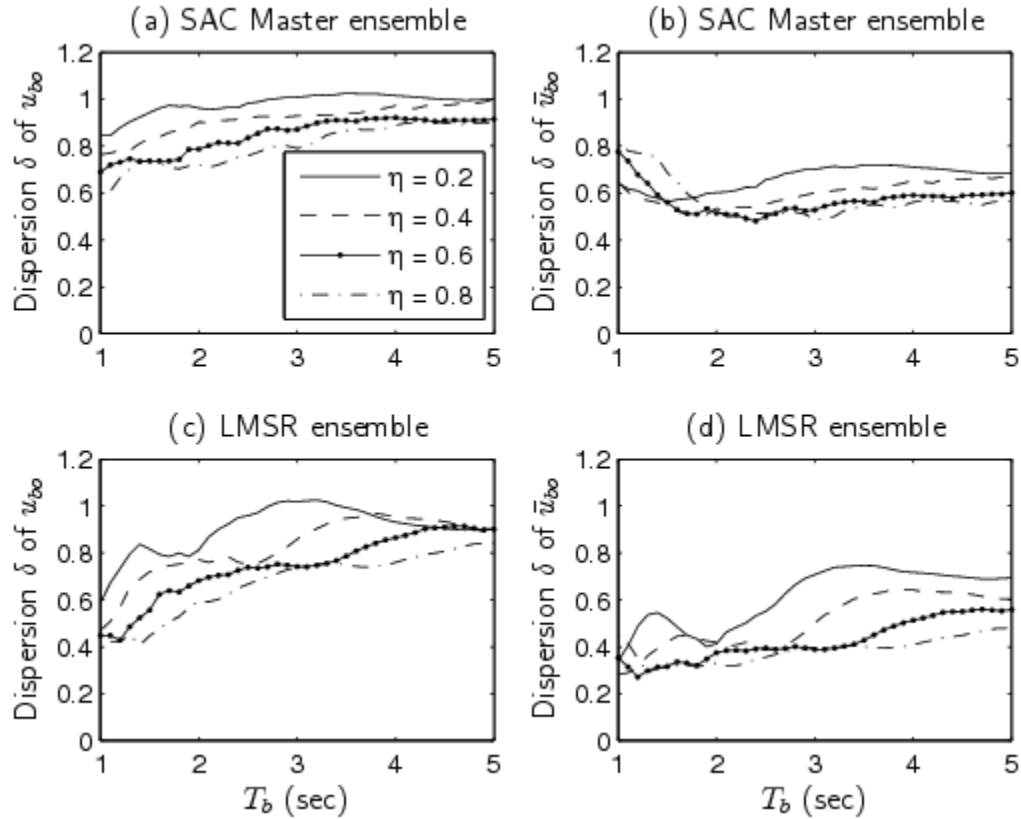 (a) SAC Master ensemble
Dispersion δ of u_bo
1.2
1
0.8
0.6
0.4
0.2
0
1 2 3 4 5
η = 0.2
η = 0.4
η = 0.6
η = 0.8
(b) SAC Master ensemble
Dispersion δ of ū_bo
1.2
1
0.8
0.6
0.4
0.2
0
1 2 3 4 5
(c) LMSR ensemble
Dispersion δ of u_bo
1.2
1
0.8
0.6
0.4
0.2
0
1 2 3 4 5
T_b (sec)
(d) LMSR ensemble
Dispersion δ of ū_bo
1.2
1
0.8
0.6
0.4
0.2
0
1 2 3 4 5
T_b (sec)